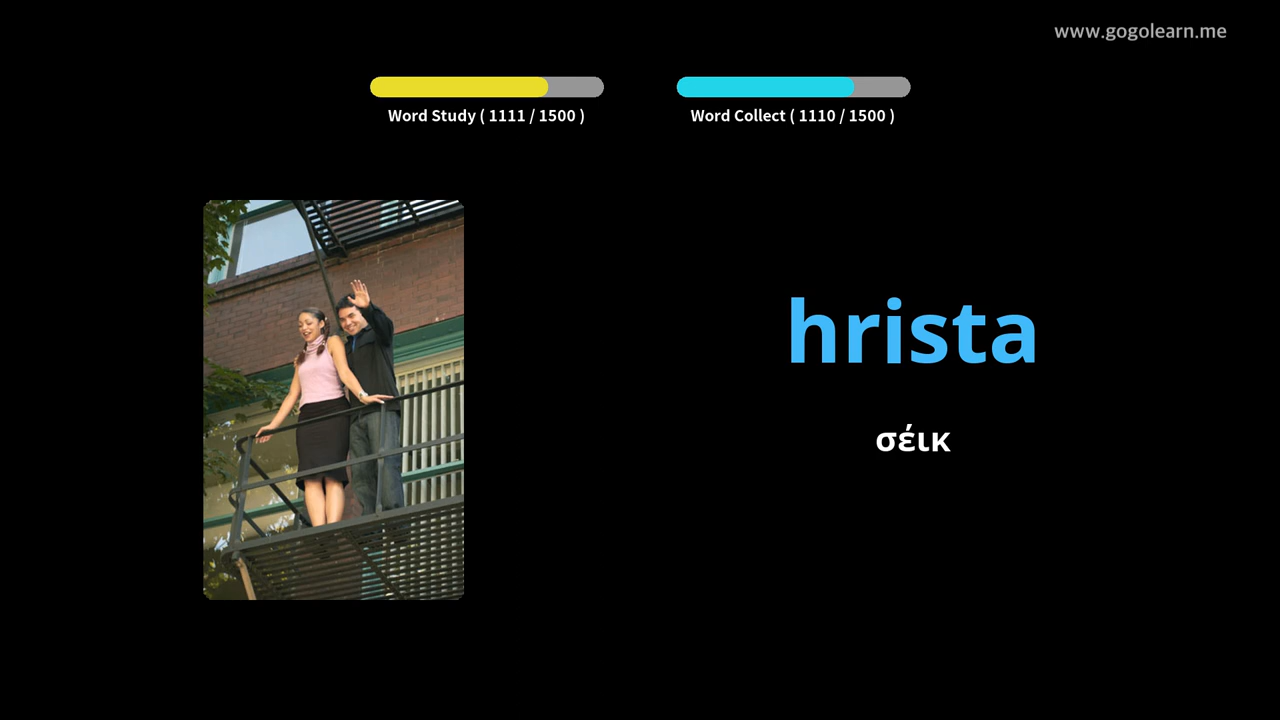 www.gogolearn.me
Word Study ( 1111 / 1500 )
Word Collect ( 1110 / 1500 )
hrista
σέικ